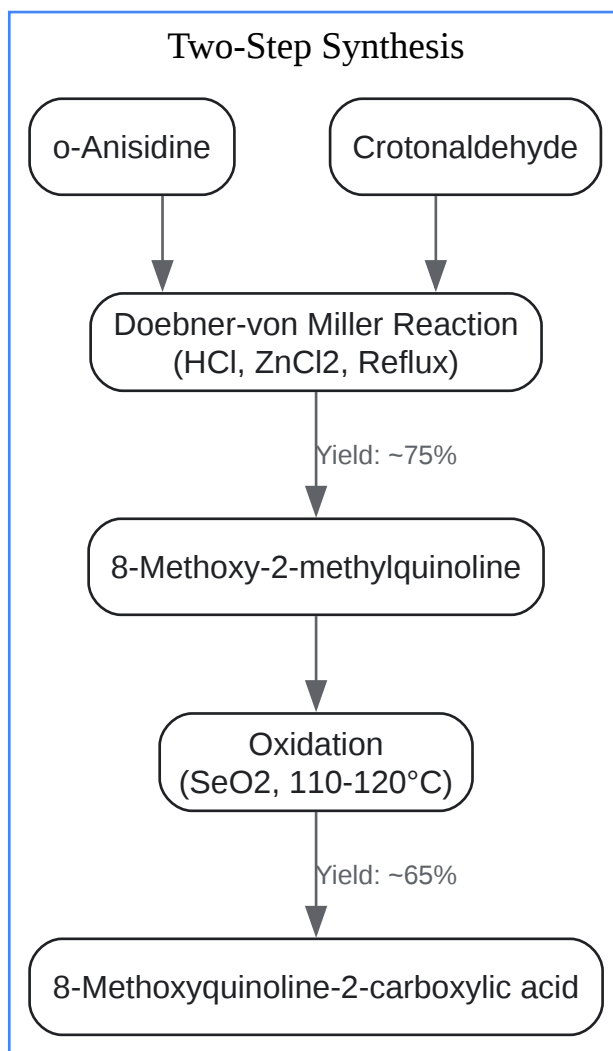 Two-Step Synthesis
o-Anisidine
Crotonaldehyde
Doebner-von Miller Reaction
(HCl, ZnCl2, Reflux)
Yield: ~75%
8-Methoxy-2-methylquinoline
Oxidation
(SeO2, 110-120°C)
Yield: ~65%
8-Methoxyquinoline-2-carboxylic acid